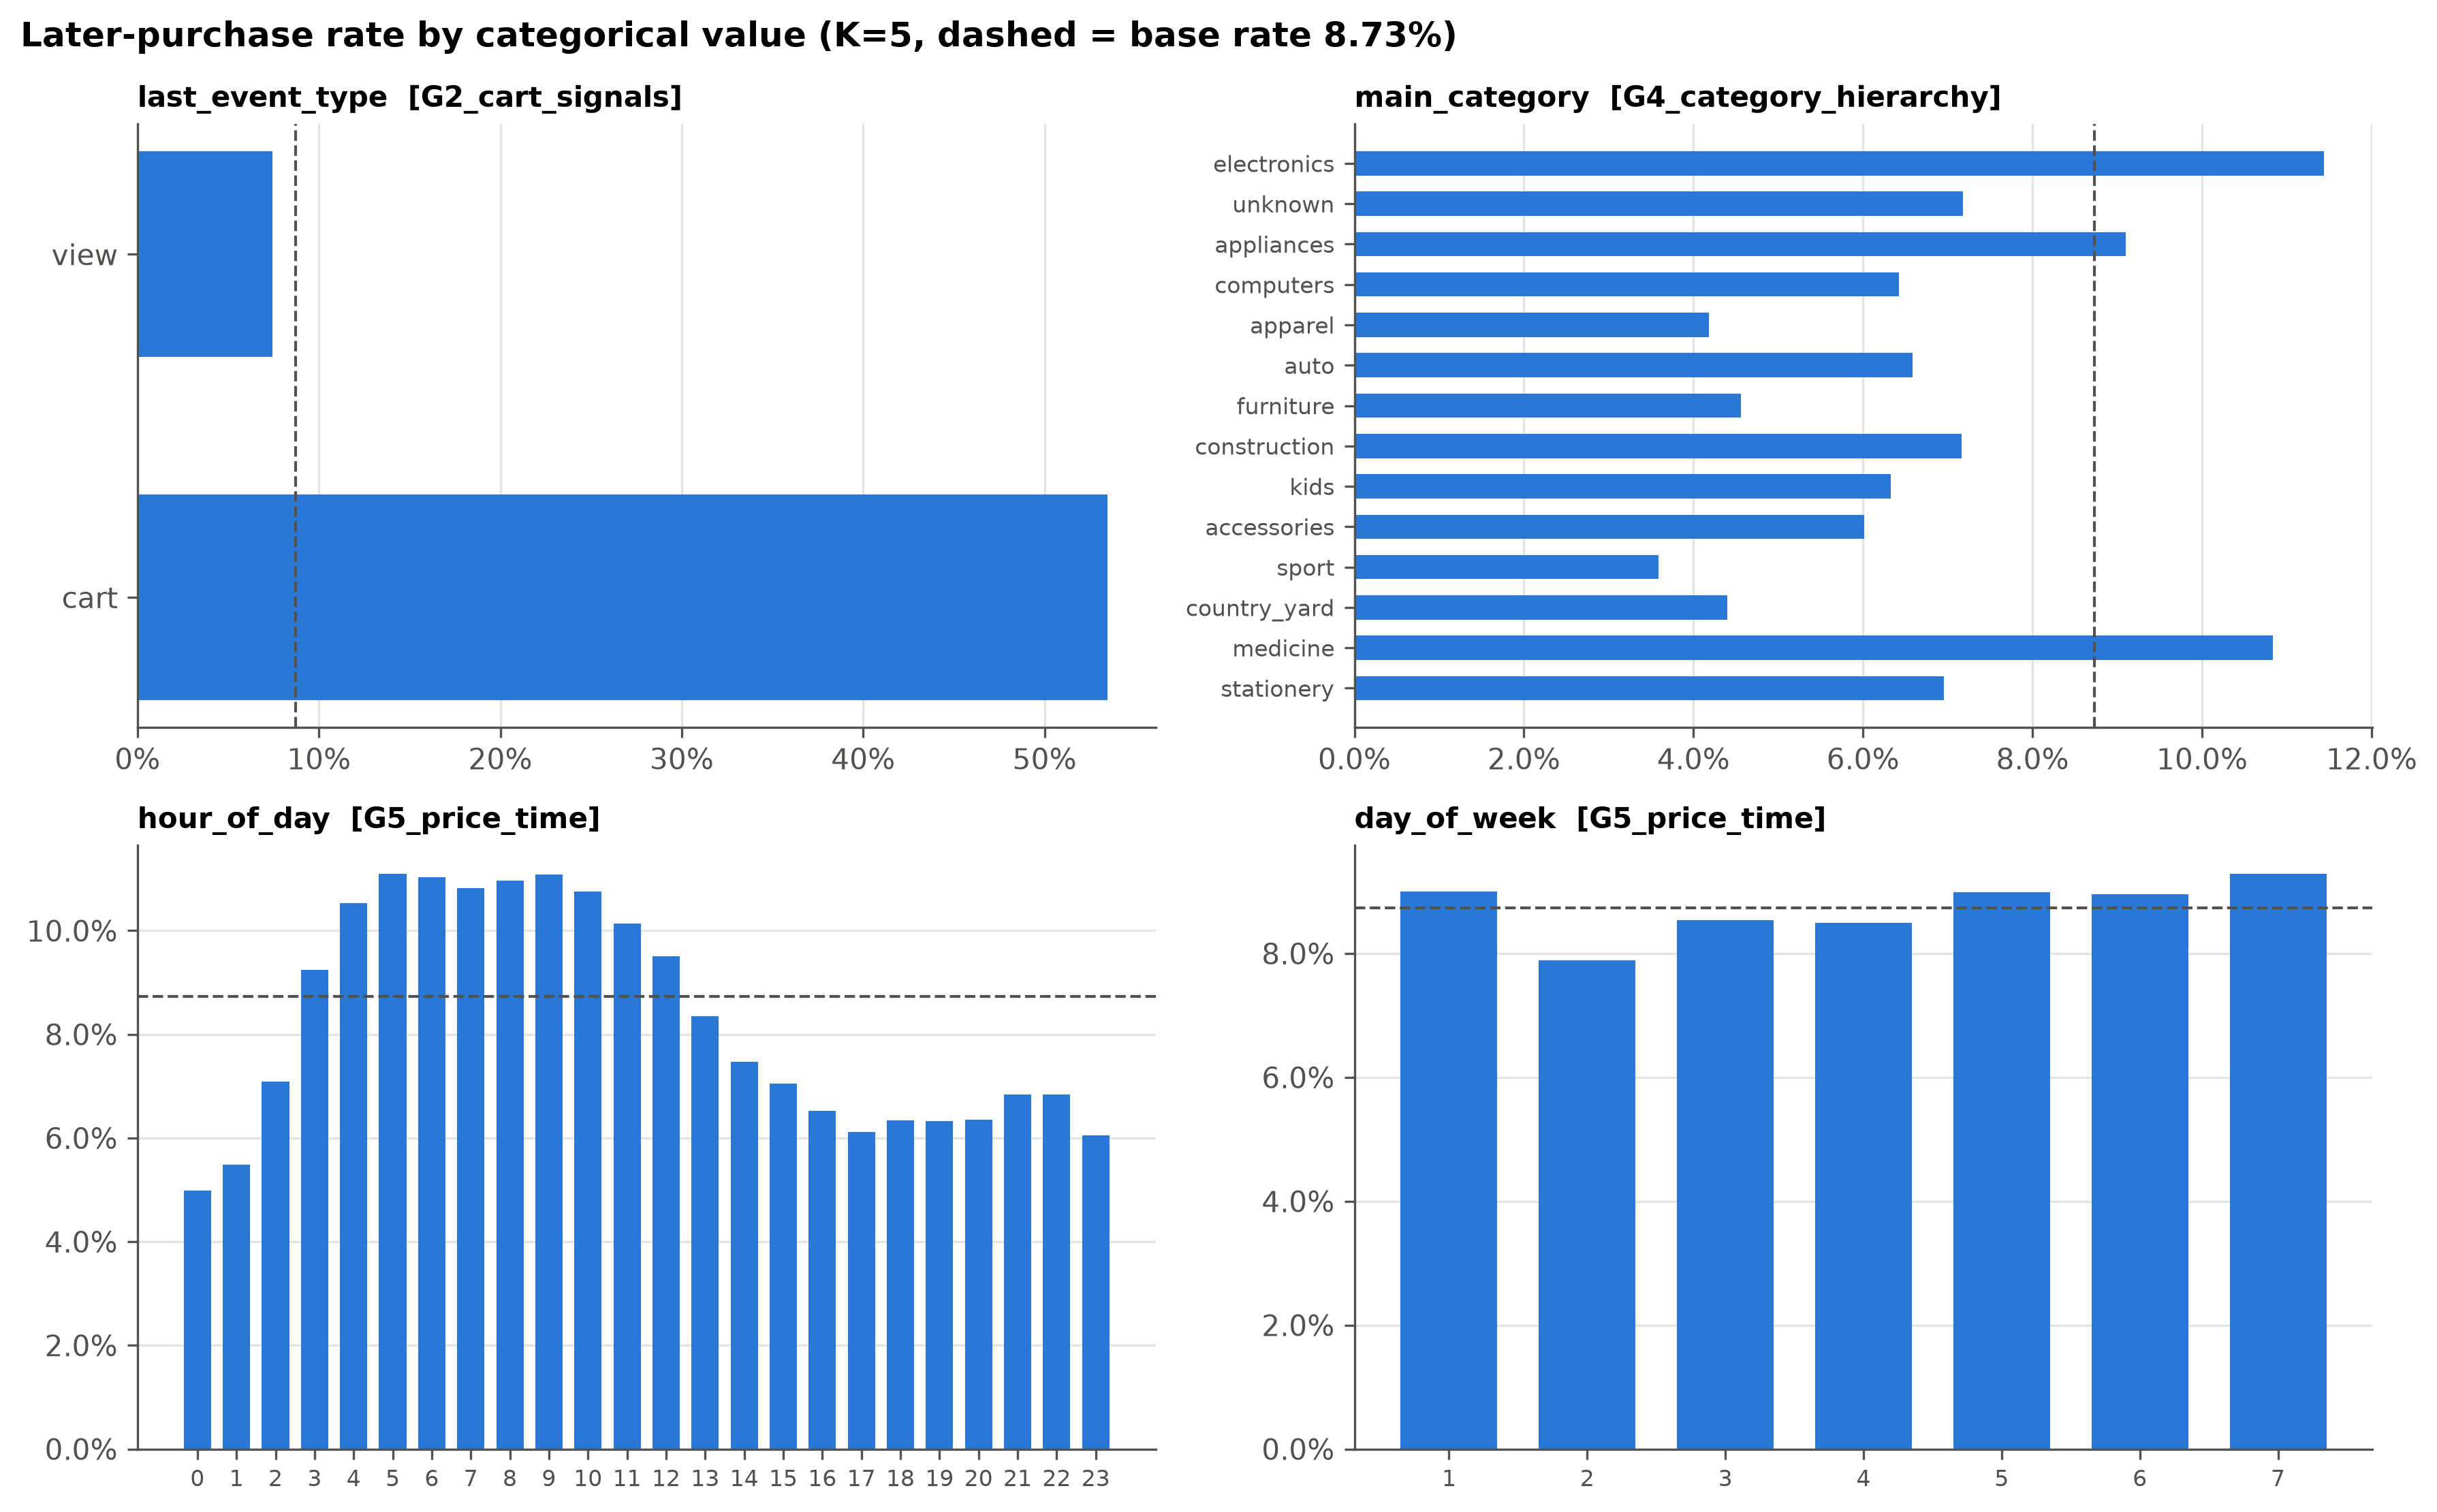 Later-purchase rate by categorical value (K=5, dashed = base rate 8.73%)
last_event_type [G2_cart_signals]
view
cart
0% 10% 20% 30% 40% 50%
main_category [G4_category_hierarchy]
electronics
unknown
appliances
computers
apparel
auto
furniture
construction
kids
accessories
sport
country_yard
medicine
stationery
0.0% 2.0% 4.0% 6.0% 8.0% 10.0% 12.0%
hour_of_day [G5_price_time]
10.0%
8.0%
6.0%
4.0%
2.0%
0.0%
0 1 2 3 4 5 6 7 8 9 10 11 12 13 14 15 16 17 18 19 20 21 22 23
day_of_week [G5_price_time]
8.0%
6.0%
4.0%
2.0%
0.0%
1 2 3 4 5 6 7